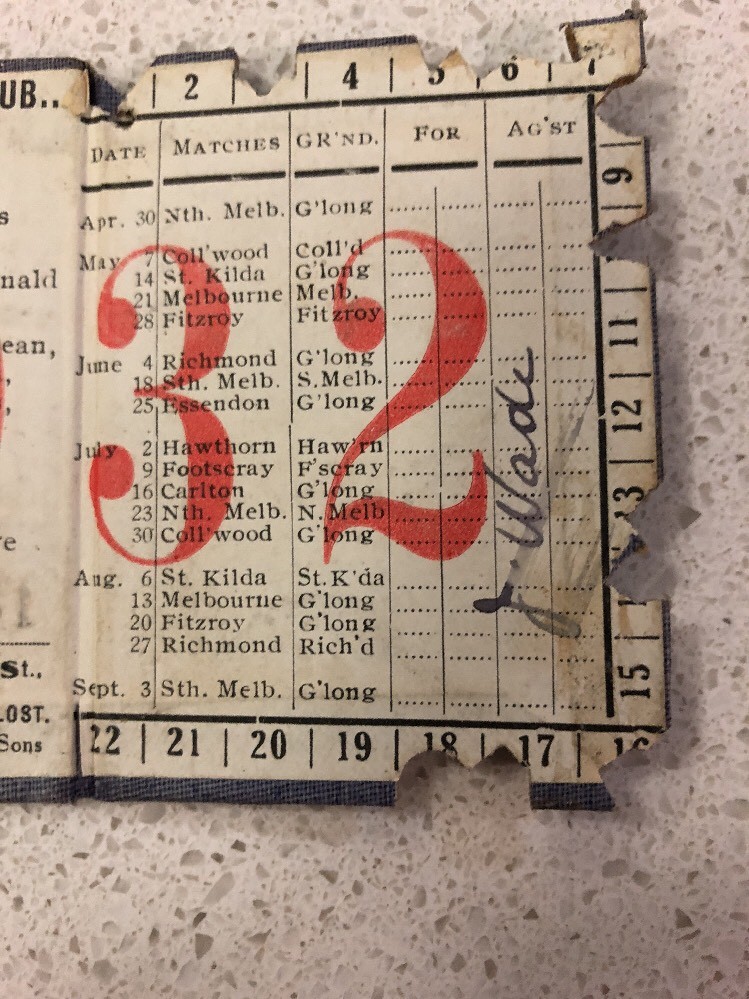 UB..
2 4 5 6 7
DATE MATCHES GR'ND. FOR AG'ST
Apr. 30 Nth. Melb. G'long
May 7 Coll'wood Coll'd
14 St. Kilda G'long
21 Melbourne Melb.
28 Fitzroy Fitzroy
June 4 Richmond G'long
18 Sth. Melb. S.Melb.
25 Essendon G'long
July 2 Hawthorn Haw'rn
9 Footscray F'scray
16 Carlton G'long
23 Nth. Melb. N.Melb
30 Coll'wood G'long
Aug. 6 St. Kilda St.K'da
13 Melbourne G'long
20 Fitzroy G'long
27 Richmond Rich'd
Sept. 3 Sth. Melb. G'long
32
J. Wade
9
11
12
13
15
22 21 20 19 18 17 16
s
nald
ean,
,
,
e
1
St.,
LOST.
Sons